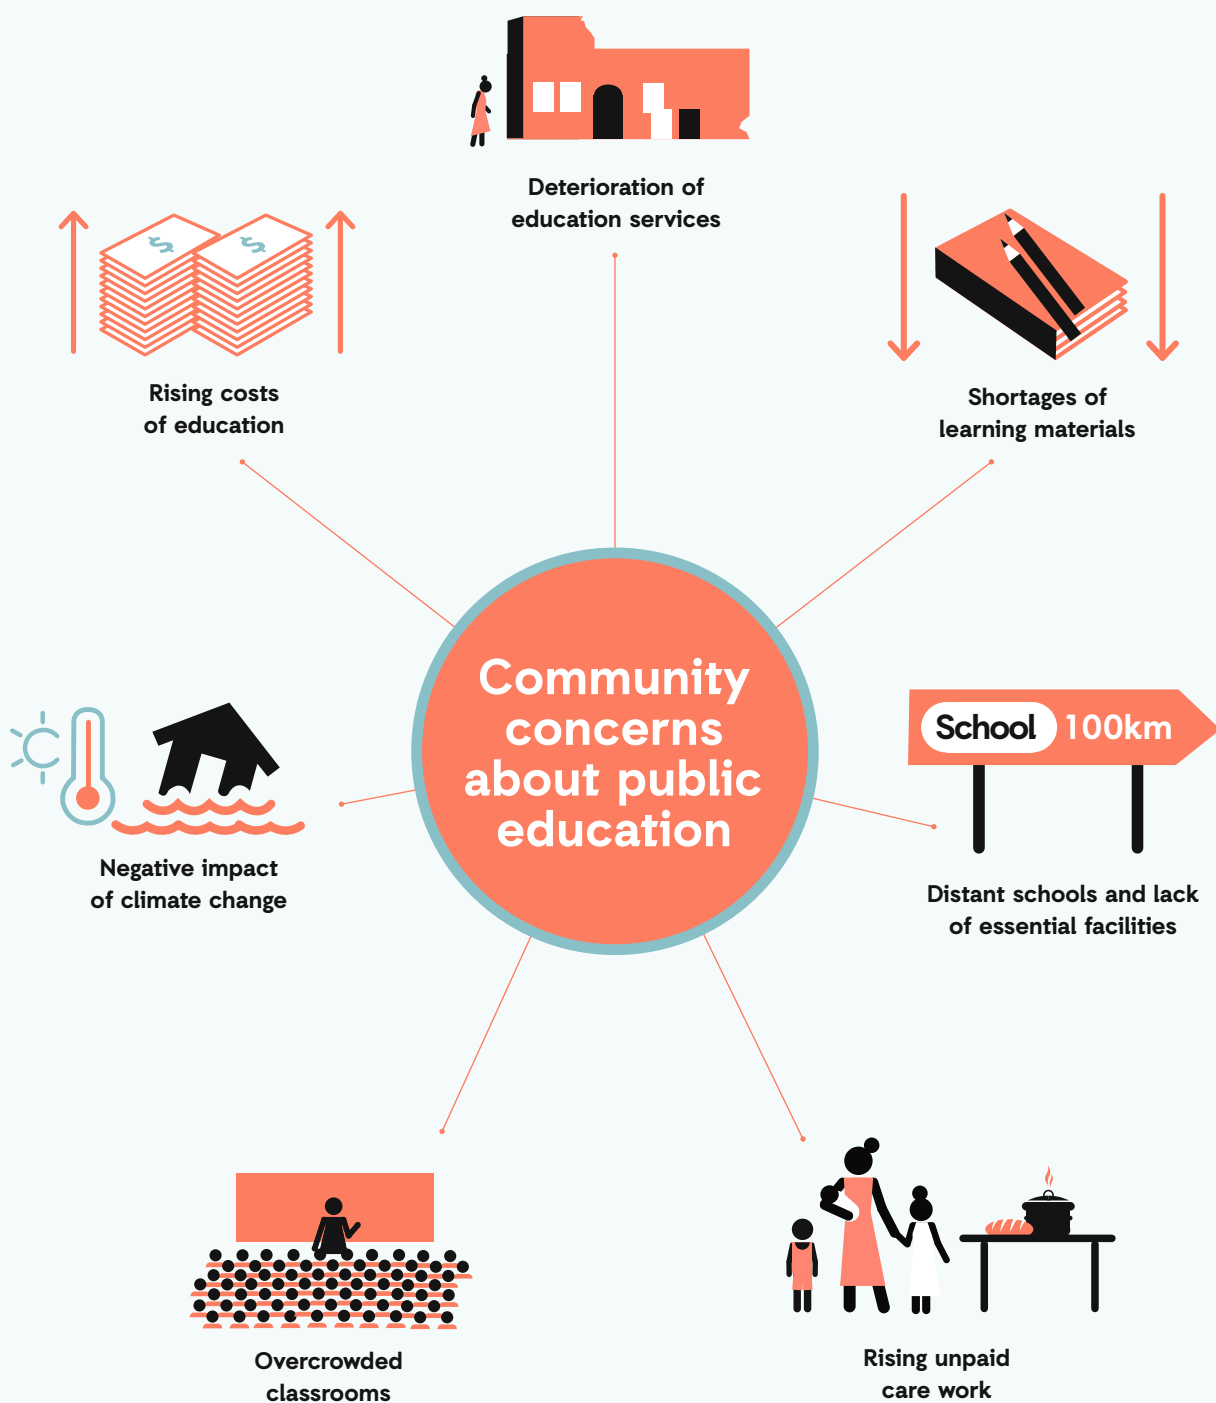 Deterioration of
education services
$ $
Rising costs
of education
Shortages of
learning materials
Community
concerns
about public
education
School 100km
Negative impact
of climate change
Distant schools and lack
of essential facilities
Overcrowded
classrooms
Rising unpaid
care work